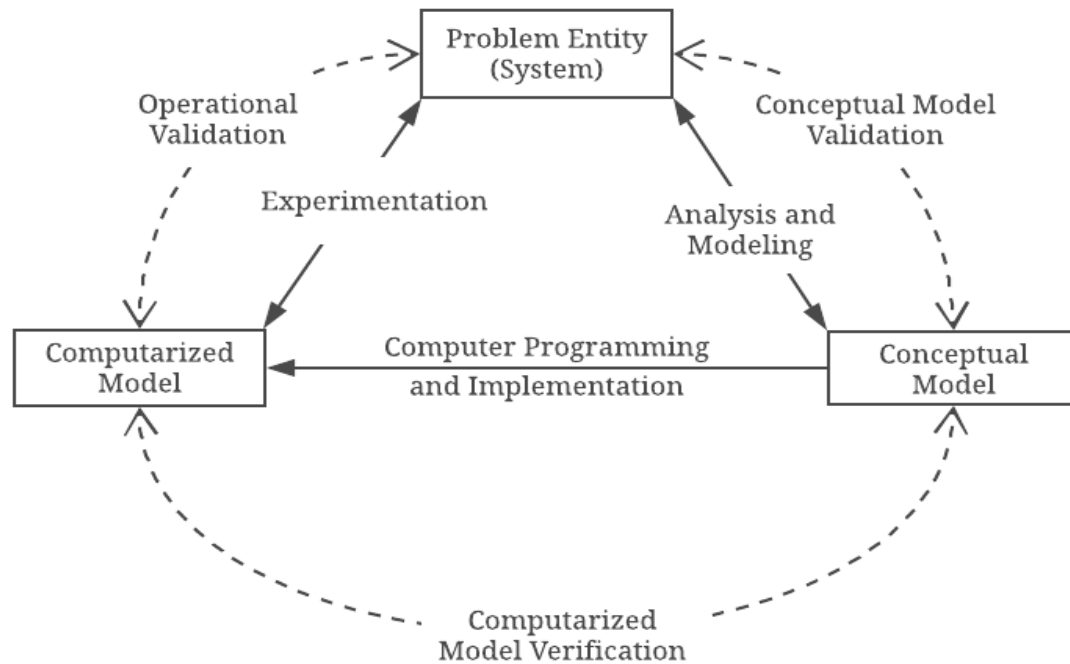 Problem Entity
(System)
Operational
Validation
Conceptual Model
Validation
Experimentation
Analysis and
Modeling
Computarized
Model
Computer Programming
and Implementation
Conceptual
Model
Computarized
Model Verification